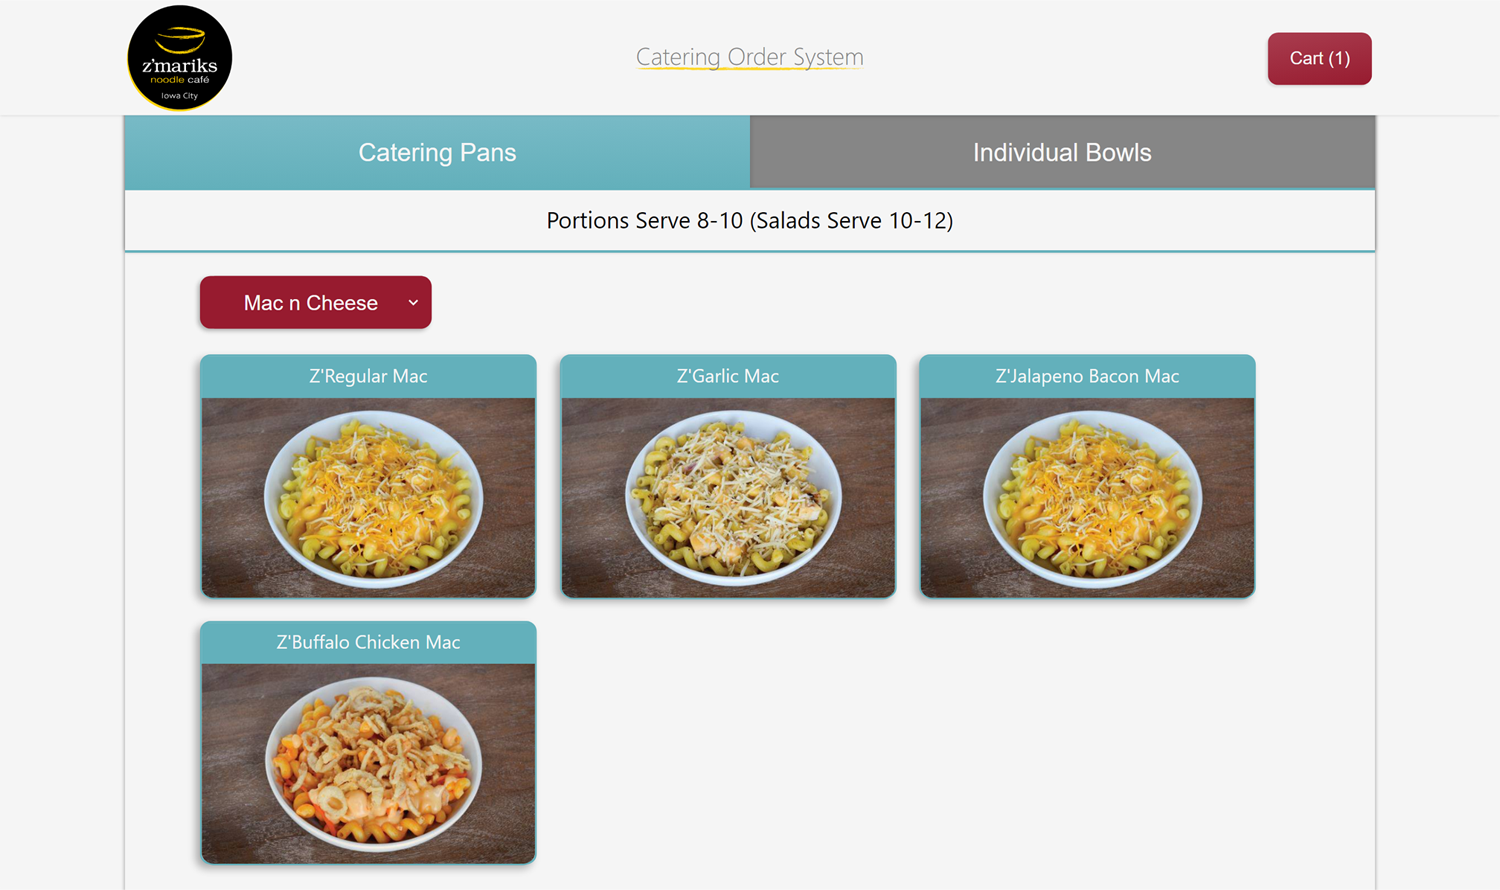 z'mariks
noodle café
Iowa City
Catering Order System
Cart (1)
Catering Pans
Individual Bowls
Portions Serve 8-10 (Salads Serve 10-12)
Mac n Cheese
Z'Regular Mac
Z'Garlic Mac
Z'Jalapeno Bacon Mac
Z'Buffalo Chicken Mac